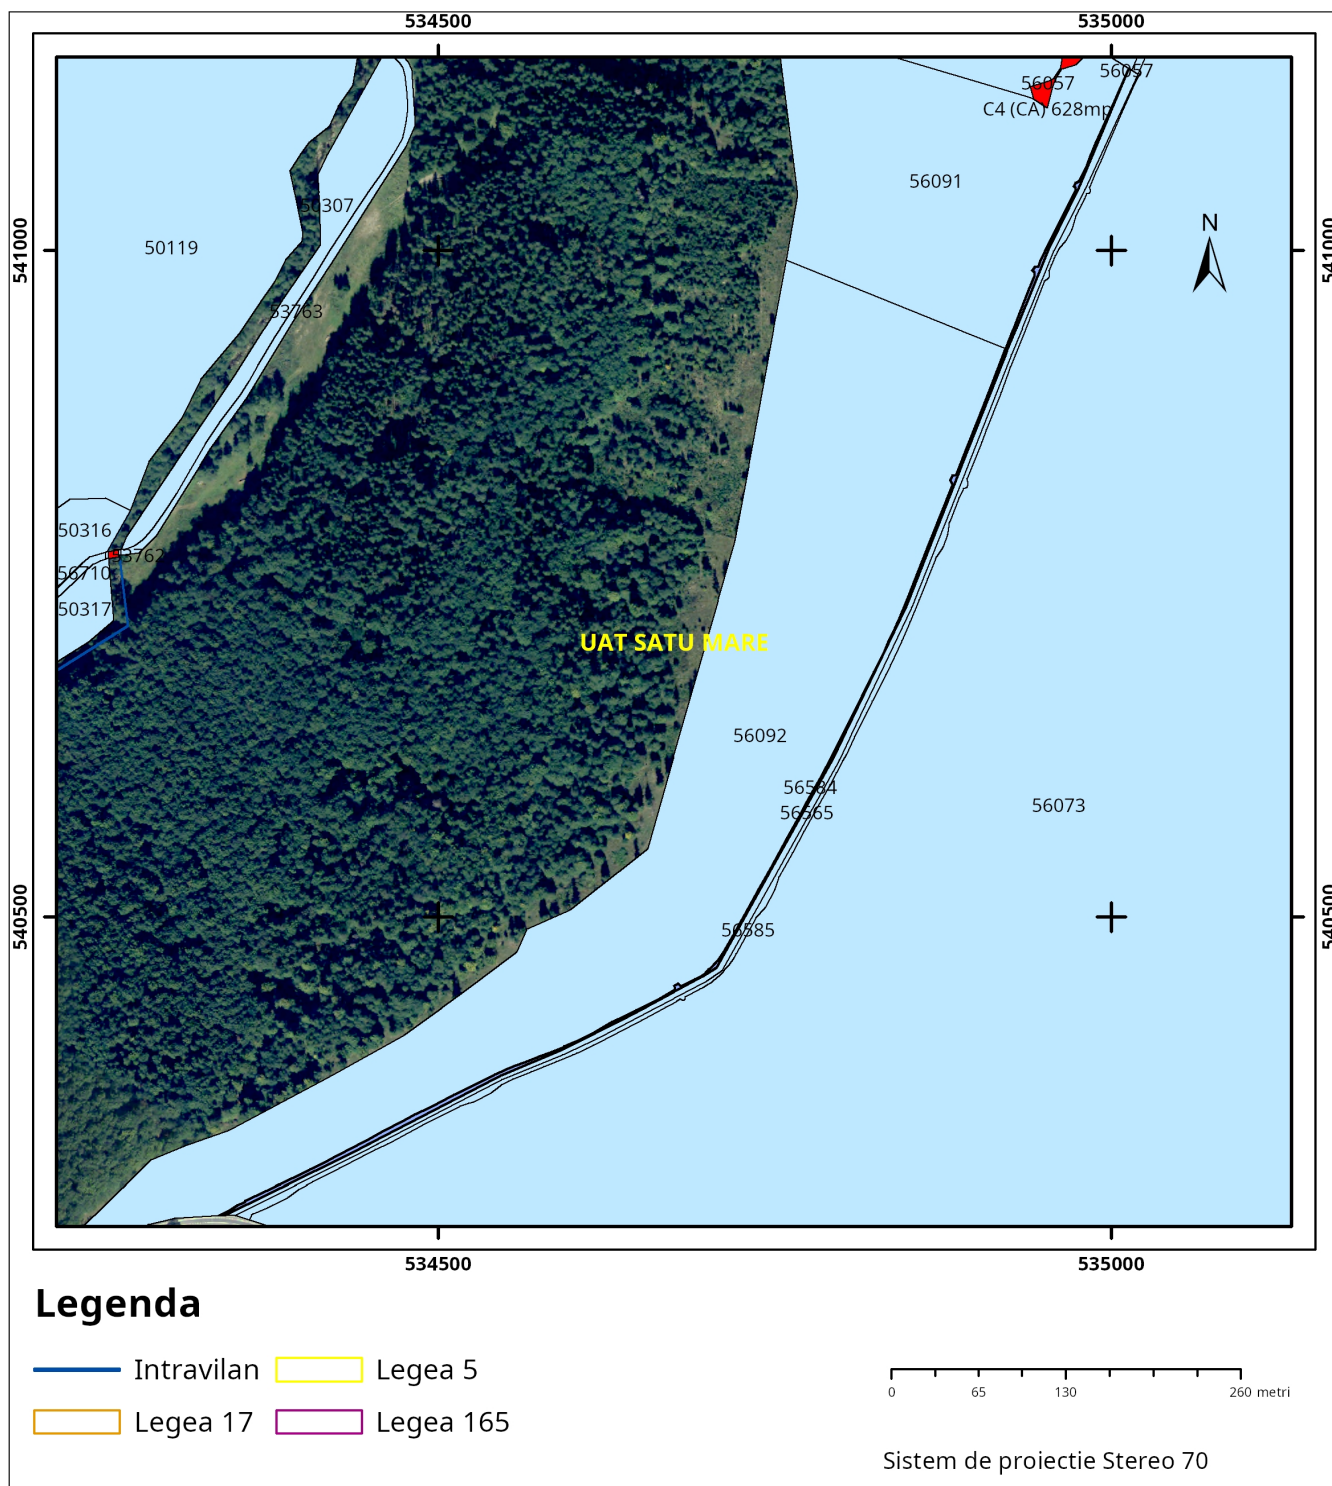 534500
535000
56057
56057
C4 (CA) 628mp
56091
50307
50119
N
541000
541000
53763
50316
53762
56710
50317
UAT SATU MARE
56092
56584
56565
56073
540500
540500
56585
534500
535000
Legenda
Intravilan
Legea 5
Legea 17
Legea 165
0 65 130 260 metri
Sistem de proiectie Stereo 70